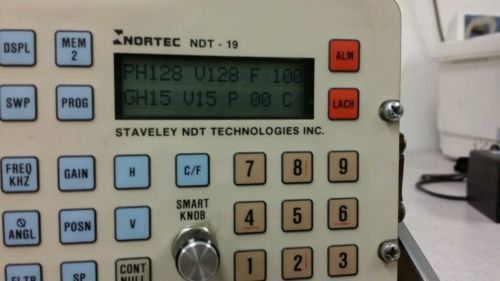 NORTEC NDT - 19
DSPL
MEM 2
ALM
PH128 V128 F 100
GH15 V15 P 00 C
SWP
PROG
LACH
STAVELEY NDT TECHNOLOGIES INC.
FREQ KHZ
GAIN
H
C/F
7
8
9
SMART KNOB
ANGL
POSN
V
4
5
6
FLTR
SP
CONT NULL
1
2
3